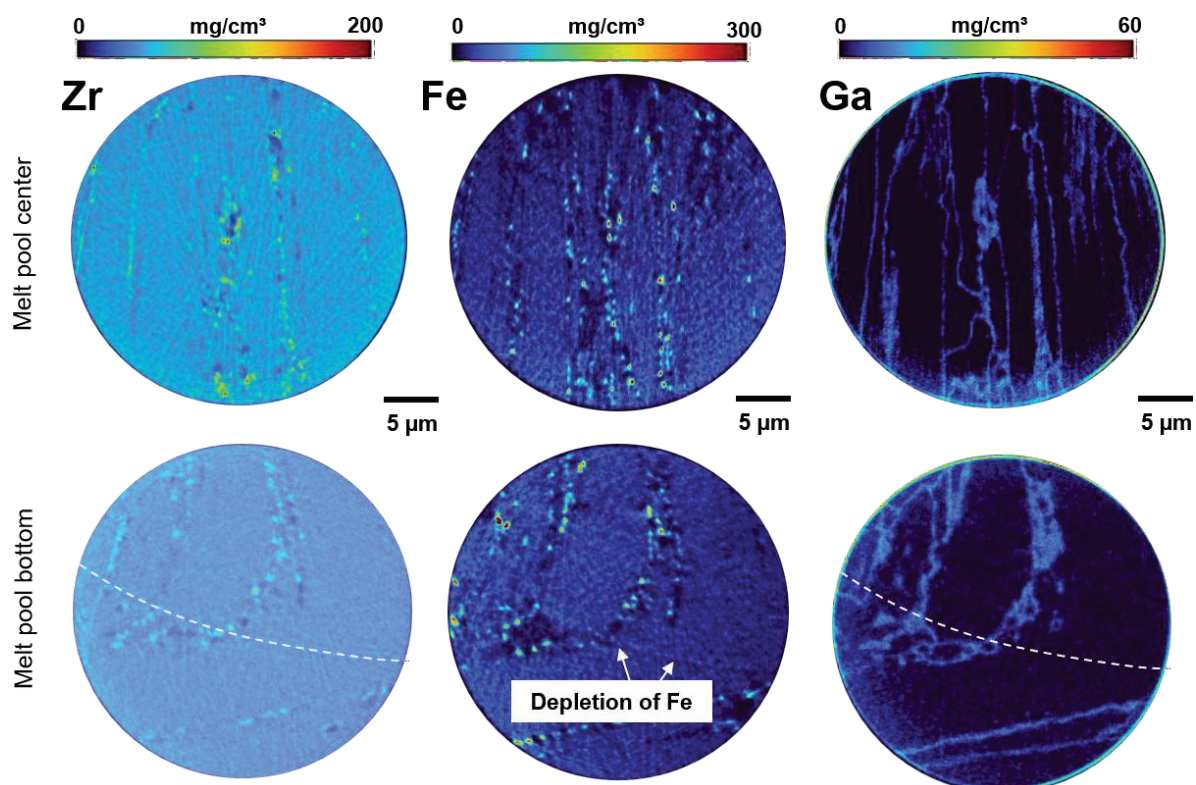 0 mg/cm³ 200
0 mg/cm³ 300
0 mg/cm³ 60
Zr
Fe
Ga
Melt pool center
5 µm
5 µm
5 µm
Melt pool bottom
Depletion of Fe